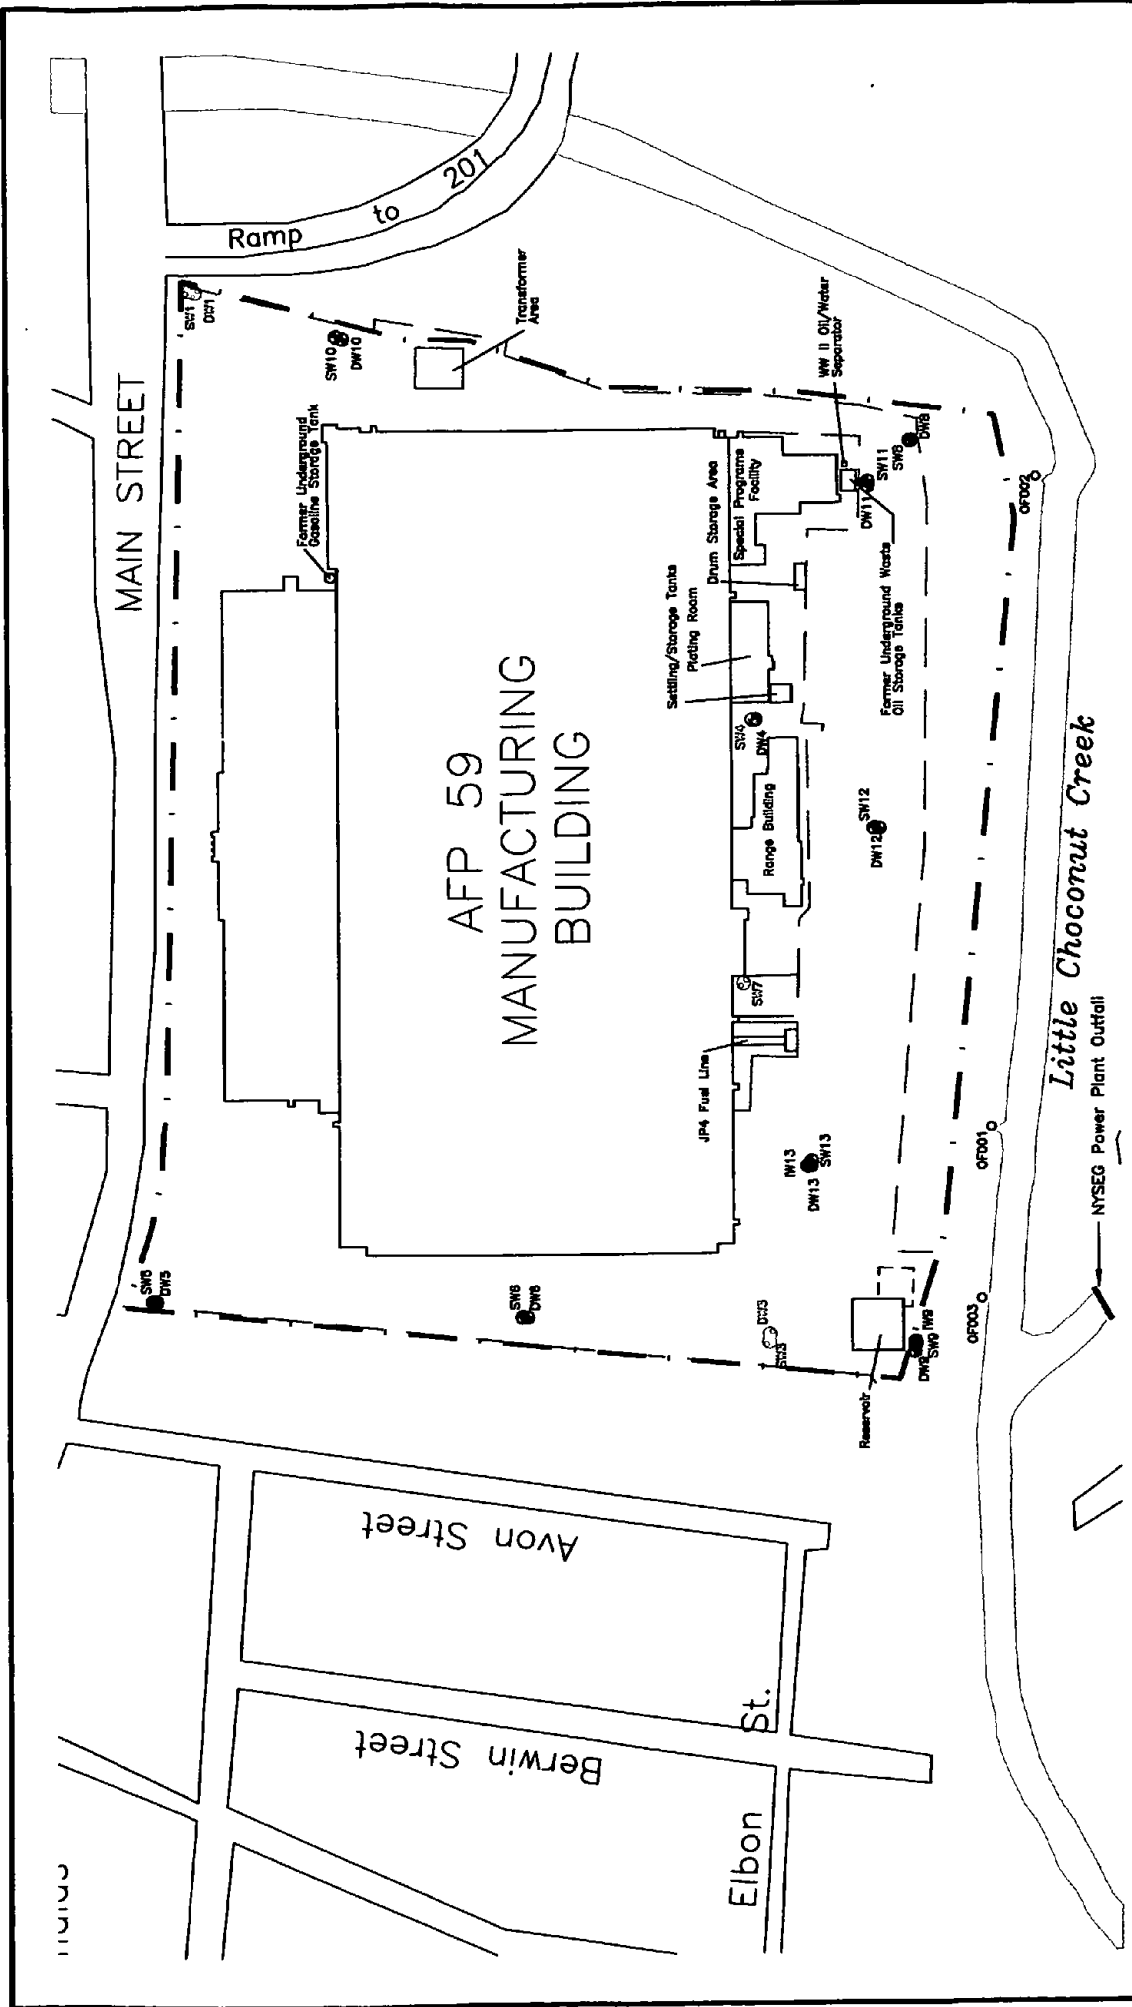 MAIN STREET
Ramp
to
201
SW1
DW1
SW10
DW10
Transformer
Area
Former Underground
Gasoline Storage Tank
WW II Oil/Water
Separator
AFP 59
MANUFACTURING
BUILDING
Drum Storage Area
Special Programs
Facility
Settling/Storage Tanks
Plating Room
SW11
DW11
SW8
DW8
Former Underground Waste
Oil Storage Tanks
OF002
SW4
DW4
Range Building
SW12
DW12
SW7
JP4 Fuel Line
IW13
DW13
SW13
Little Choconut Creek
NYSEG Power Plant Outfall
OF001
OF003
SW5
DW5
SW6
DW6
DW3
SW3
IW9
SW9
DW9
Reservoir
Avon Street
Berwin Street
Elbon St.